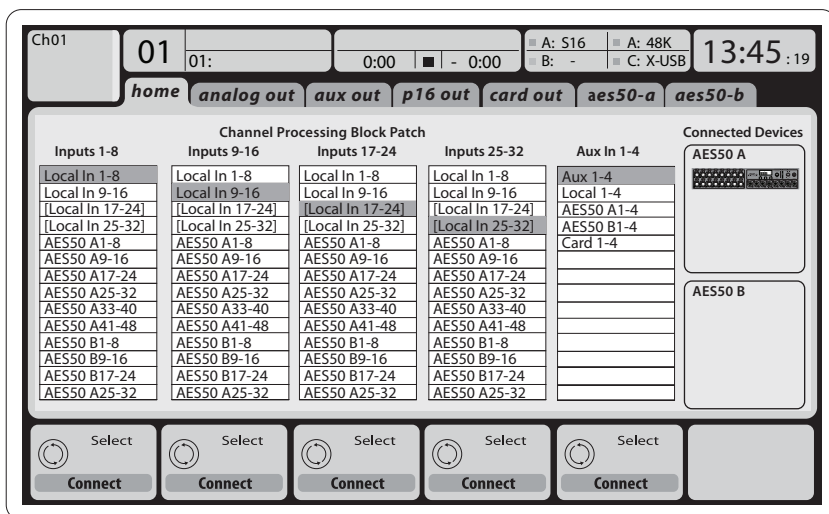 Ch01
01
01:
0:00 - 0:00
A: S16
B: -
A: 48K
C: X-USB
13:45 :19
home
analog out
aux out
p16 out
card out
aes50-a
aes50-b
Channel Processing Block Patch
Connected Devices
Inputs 1-8
Local In 1-8
Local In 9-16
[Local In 17-24]
[Local In 25-32]
AES50 A1-8
AES50 A9-16
AES50 A17-24
AES50 A25-32
AES50 A33-40
AES50 A41-48
AES50 B1-8
AES50 B9-16
AES50 B17-24
AES50 A25-32
Inputs 9-16
Local In 1-8
Local In 9-16
[Local In 17-24]
[Local In 25-32]
AES50 A1-8
AES50 A9-16
AES50 A17-24
AES50 A25-32
AES50 A33-40
AES50 A41-48
AES50 B1-8
AES50 B9-16
AES50 B17-24
AES50 A25-32
Inputs 17-24
Local In 1-8
Local In 9-16
[Local In 17-24]
[Local In 25-32]
AES50 A1-8
AES50 A9-16
AES50 A17-24
AES50 A25-32
AES50 A33-40
AES50 A41-48
AES50 B1-8
AES50 B9-16
AES50 B17-24
AES50 A25-32
Inputs 25-32
Local In 1-8
Local In 9-16
[Local In 17-24]
[Local In 25-32]
AES50 A1-8
AES50 A9-16
AES50 A17-24
AES50 A25-32
AES50 A33-40
AES50 A41-48
AES50 B1-8
AES50 B9-16
AES50 B17-24
AES50 A25-32
Aux In 1-4
Aux 1-4
Local 1-4
AES50 A1-4
AES50 B1-4
Card 1-4
AES50 A
AES50 B
Select
Connect
Select
Connect
Select
Connect
Select
Connect
Select
Connect